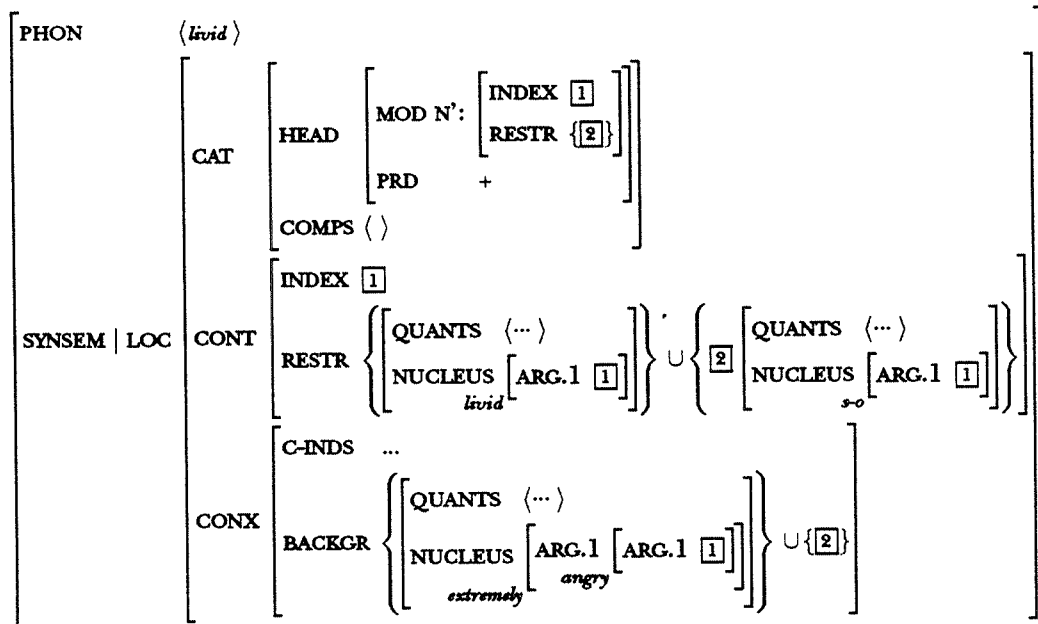 PHON ⟨livid⟩
INDEX 1
MOD N':
RESTR {2}
HEAD
CAT
PRD +
COMPS ⟨ ⟩
INDEX 1
QUANTS ⟨···⟩ QUANTS ⟨···⟩
SYNSEM | LOC CONT RESTR ∪ 2
NUCLEUS [ARG.1 1] NUCLEUS [ARG.1 1]
livid s-o
C-INDS ...
QUANTS ⟨···⟩
CONX BACKGR ∪ {2}
NUCLEUS [ARG.1 [ARG.1 1]]
angry
extremely